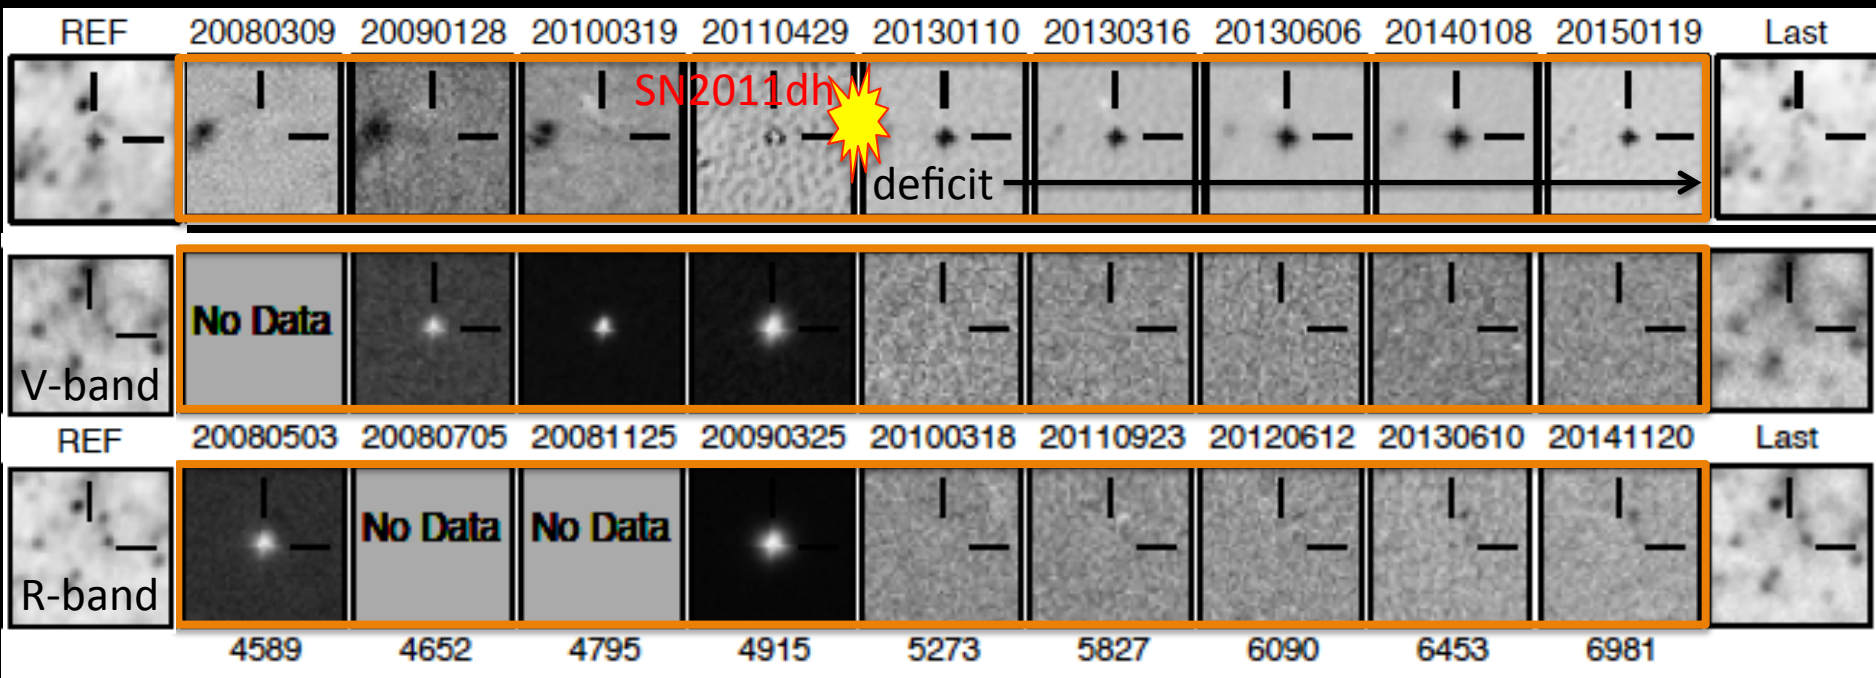 REF 20080309 20090128 20100319 20110429 20130110 20130316 20130606 20140108 20150119 Last
SN2011dh
deficit
No Data
V-band
REF 20080503 20080705 20081125 20090325 20100318 20110923 20120612 20130610 20141120 Last
No Data No Data
R-band
4589 4652 4795 4915 5273 5827 6090 6453 6981